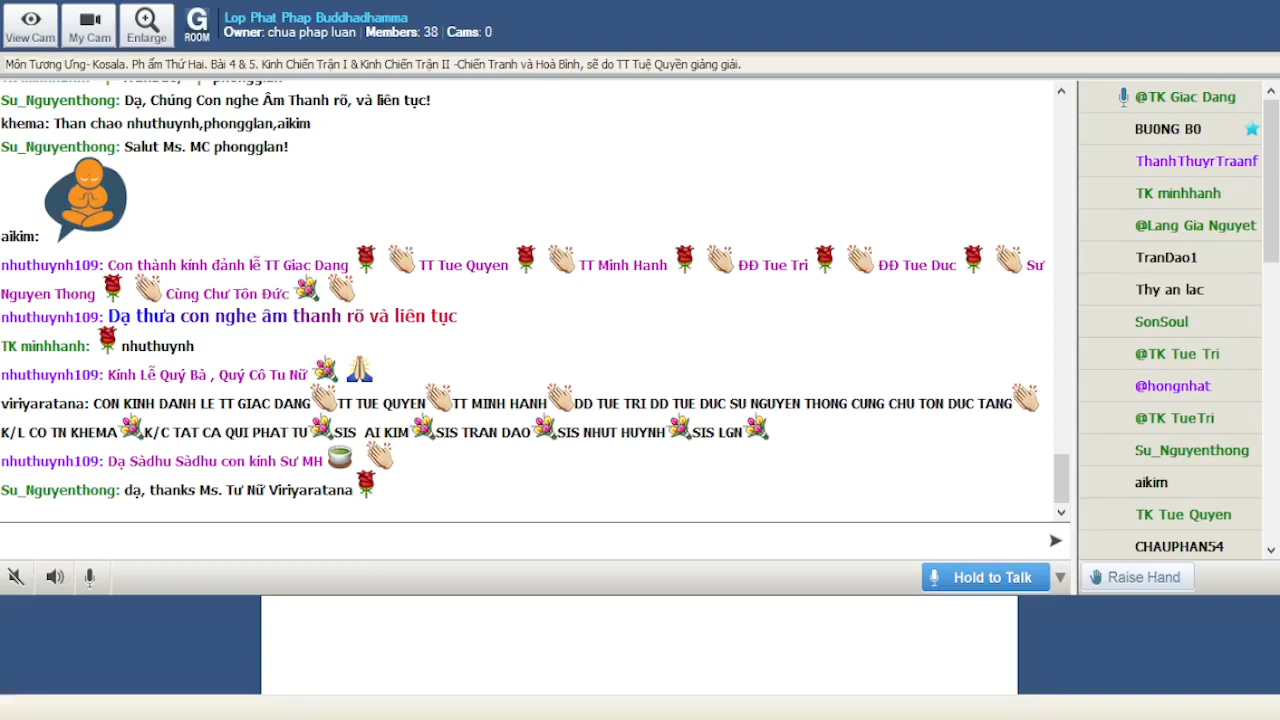 View Cam
My Cam
Enlarge
G
ROOM
Lop Phat Phap Buddhadhamma
Owner: chua phap luan | Members: 38 | Cams: 0
Môn Tương Ưng- Kosala. Ph ẩm Thứ Hai. Bài 4 & 5. Kinh Chiến Trận I & Kinh Chiến Trận II -Chiến Tranh và Hoà Bình, sẽ do TT Tuệ Quyền giảng giải.
Su_Nguyenthong: Dạ, Chúng Con nghe Âm Thanh rõ, và liên tục!
khema: Than chao nhuthuynh,phongglan,aikim
Su_Nguyenthong: Salut Ms. MC phongglan!
aikim:
nhuthuynh109: Con thành kính đảnh lễ TT Giac Dang TT Tue Quyen TT Minh Hanh ĐĐ Tue Tri ĐĐ Tue Duc Sư
Nguyen Thong Cùng Chư Tôn Đức
nhuthuynh109: Dạ thưa con nghe âm thanh rõ và liên tục
TK minhhanh: nhuthuynh
nhuthuynh109: Kính Lễ Quý Bà , Quý Cô Tu Nữ
viriyaratana: CON KINH DANH LE TT GIAC DANG TT TUE QUYEN TT MINH HANH DD TUE TRI DD TUE DUC SU NGUYEN THONG CUNG CHU TON DUC TANG
K/L CO TN KHEMA K/C TAT CA QUI PHAT TU SIS AI KIM SIS TRAN DAO SIS NHUT HUYNH SIS LGN
nhuthuynh109: Dạ Sàdhu Sàdhu con kính Sư MH
Su_Nguyenthong: dạ, thanks Ms. Tư Nữ Viriyaratana
Hold to Talk
@TK Giac Dang
BU0NG B0
ThanhThuyrTraanf
TK minhhanh
@Lang Gia Nguyet
TranDao1
Thy an lac
SonSoul
@TK Tue Tri
@hongnhat
@TK TueTri
Su_Nguyenthong
aikim
TK Tue Quyen
CHAUPHAN54
Raise Hand